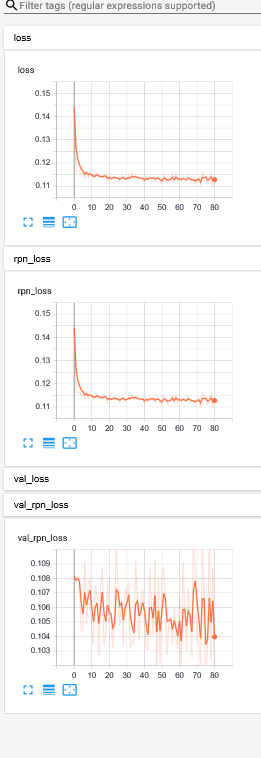 Filter tags (regular expressions supported)
loss
loss
0.15
0.14
0.13
0.12
0.11
0 10 20 30 40 50 60 70 80
rpn_loss
rpn_loss
0.15
0.14
0.13
0.12
0.11
0 10 20 30 40 50 60 70 80
val_loss
val_rpn_loss
val_rpn_loss
0.109
0.108
0.107
0.106
0.105
0.104
0.103
0 10 20 30 40 50 60 70 80